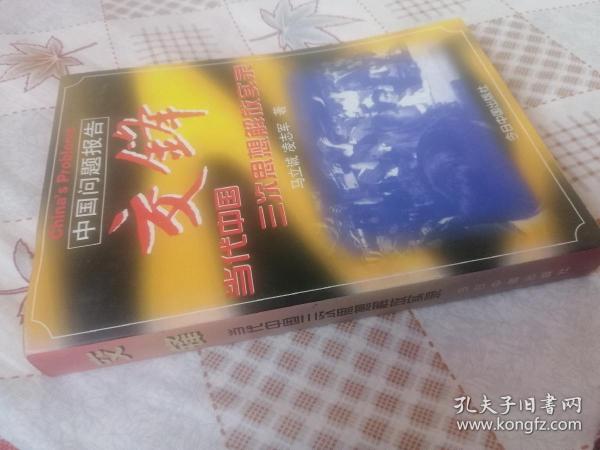 China's Problems
中国问题报告
交锋
当代中国
三次思想解放实录
马立诚 凌志军 著
今日中国出版社
交锋
当代中国三次思想解放实录
今日中国出版社
孔夫子旧书网
www.kongfz.com